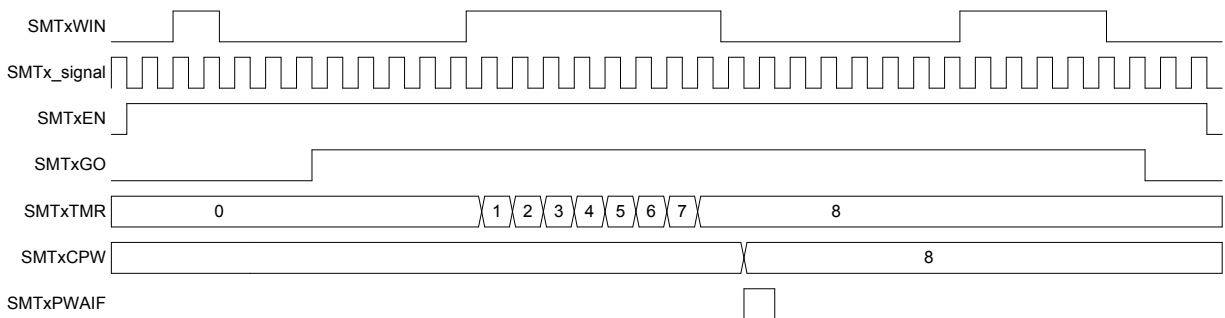 SMTxWIN
SMTx_signal
SMTxEN
SMTxGO
SMTxTMR 0 1 2 3 4 5 6 7 8
SMTxCPW 8
SMTxPWAIF